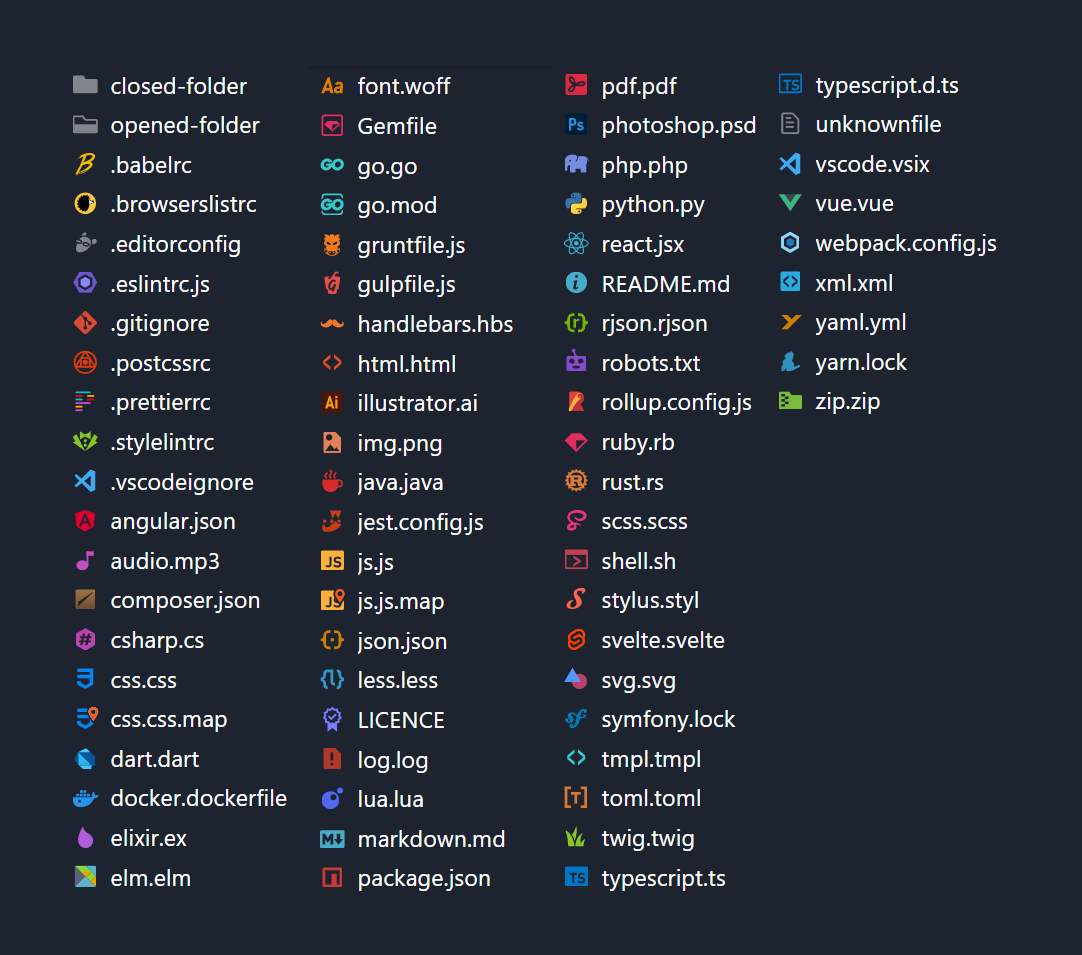 closed-folder
opened-folder
.babelrc
.browserslistrc
.editorconfig
.eslintrc.js
.gitignore
.postcssrc
.prettierrc
.stylelintrc
.vscodeignore
angular.json
audio.mp3
composer.json
csharp.cs
css.css
css.css.map
dart.dart
docker.dockerfile
elixir.ex
elm.elm
Aa font.woff
Gemfile
GO go.go
GO go.mod
gruntfile.js
gulpfile.js
handlebars.hbs
html.html
Ai illustrator.ai
img.png
java.java
jest.config.js
JS js.js
JS js.js.map
json.json
less.less
LICENCE
log.log
lua.lua
M markdown.md
package.json
pdf.pdf
Ps photoshop.psd
php.php
python.py
react.jsx
i README.md
{r} rjson.rjson
robots.txt
rollup.config.js
ruby.rb
R rust.rs
scss.scss
shell.sh
stylus.styl
svelte.svelte
svg.svg
sf symfony.lock
tmpl.tmpl
[T] toml.toml
twig.twig
TS typescript.ts
TS typescript.d.ts
unknownfile
vscode.vsix
vue.vue
webpack.config.js
xml.xml
yaml.yml
yarn.lock
zip.zip